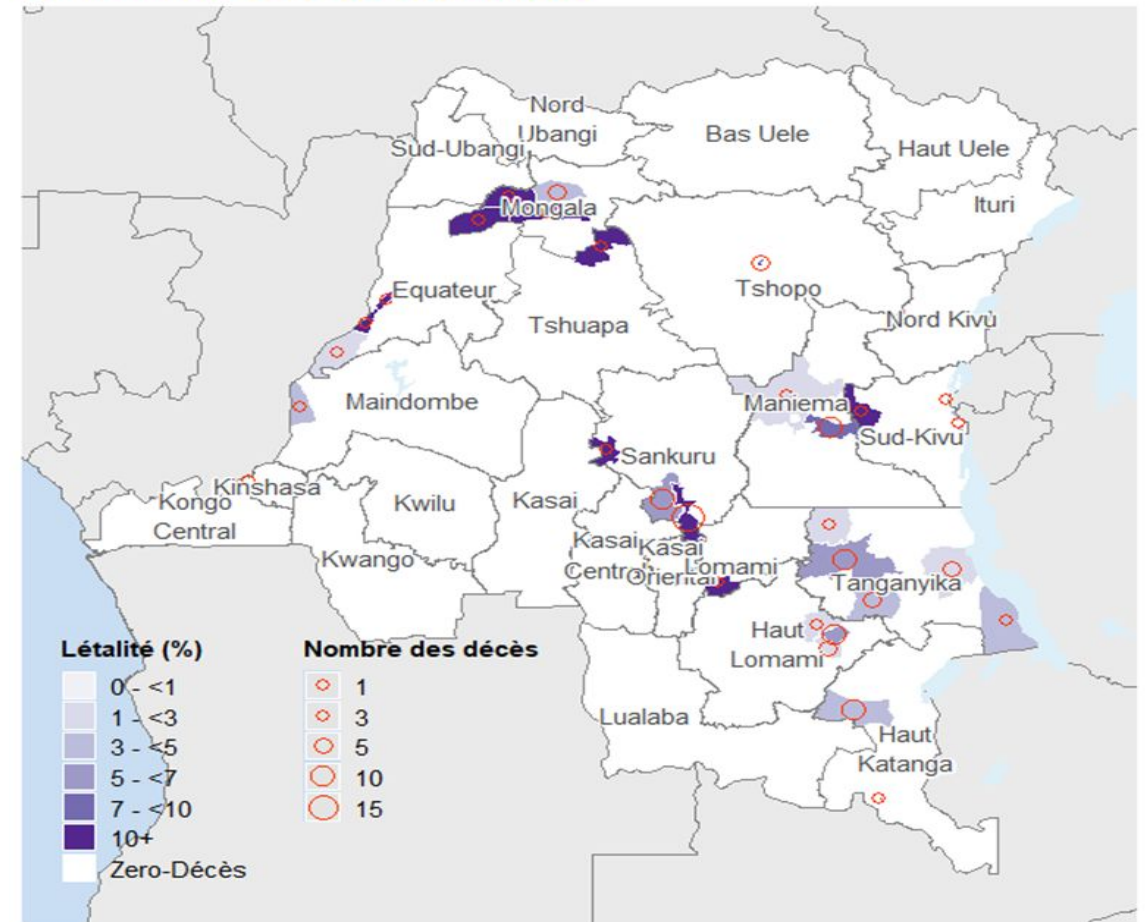 Nord
Ubangi
Bas Uele
Sud-Ubangi
Haut Uele
Mongala
Ituri
Equateur
Tshopo
Tshuapa
Nord Kivu
Maindombe
Maniema
Sud-Kivu
Sankuru
Kinshasa
Kongo
Central
Kwilu
Kasai
Kwango
Kasai
Central
Kasai
Oriental
Lomami
Tanganyika
Haut
Lomami
Lualaba
Haut
Katanga
Létalité (%)
0 - <1
1 - <3
3 - <5
5 - <7
7 - <10
10+
Zero-Décès
Nombre des décès
1
3
5
10
15